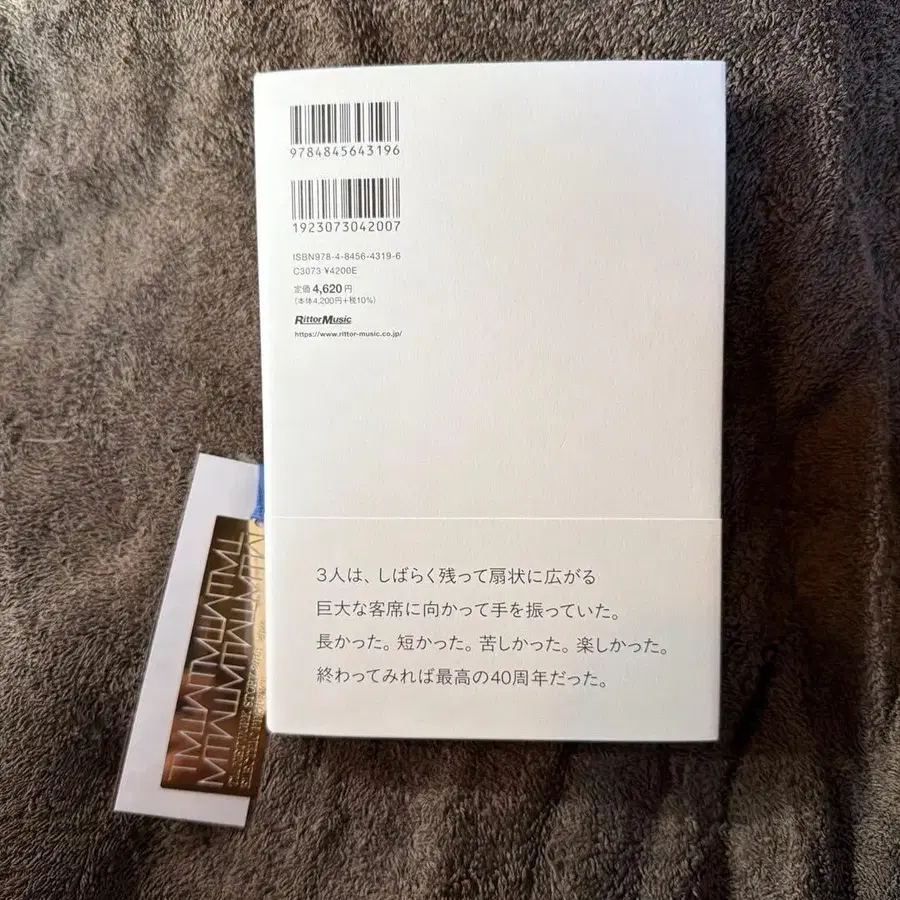 9784845643196
1923073042007
ISBN978-4-8456-4319-6
C3073 ¥4200E
定価 4,620円
(本体4,200円+税10%)
RittorMusic
https://www.rittor-music.co.jp/
3人は、しばらく残って扇状に広がる
巨大な客席に向かって手を振っていた。
長かった。短かった。苦しかった。楽しかった。
終わってみれば最高の40周年だった。